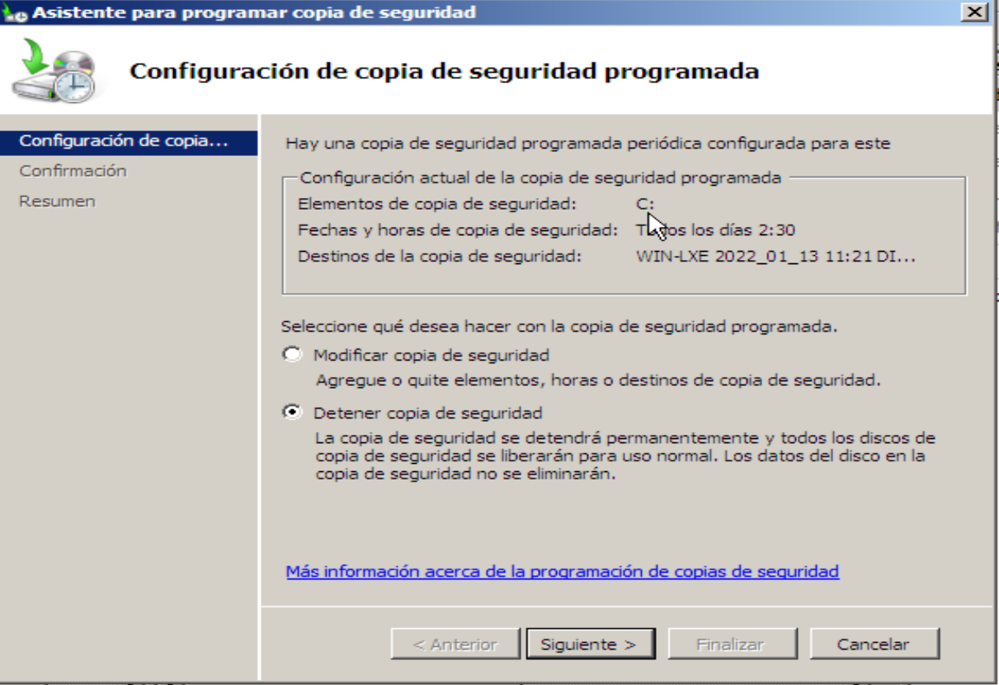 Asistente para programar copia de seguridad
Configuración de copia de seguridad programada
Configuración de copia...
Confirmación
Resumen
Hay una copia de seguridad programada periódica configurada para este
Configuración actual de la copia de seguridad programada
Elementos de copia de seguridad: C:
Fechas y horas de copia de seguridad: Todos los días 2:30
Destinos de la copia de seguridad: WIN-LXE 2022_01_13 11:21 DI...
Seleccione qué desea hacer con la copia de seguridad programada.
Modificar copia de seguridad
Agregue o quite elementos, horas o destinos de copia de seguridad.
Detener copia de seguridad
La copia de seguridad se detendrá permanentemente y todos los discos de
copia de seguridad se liberarán para uso normal. Los datos del disco en la
copia de seguridad no se eliminarán.
Más información acerca de la programación de copias de seguridad
< Anterior Siguiente > Finalizar Cancelar